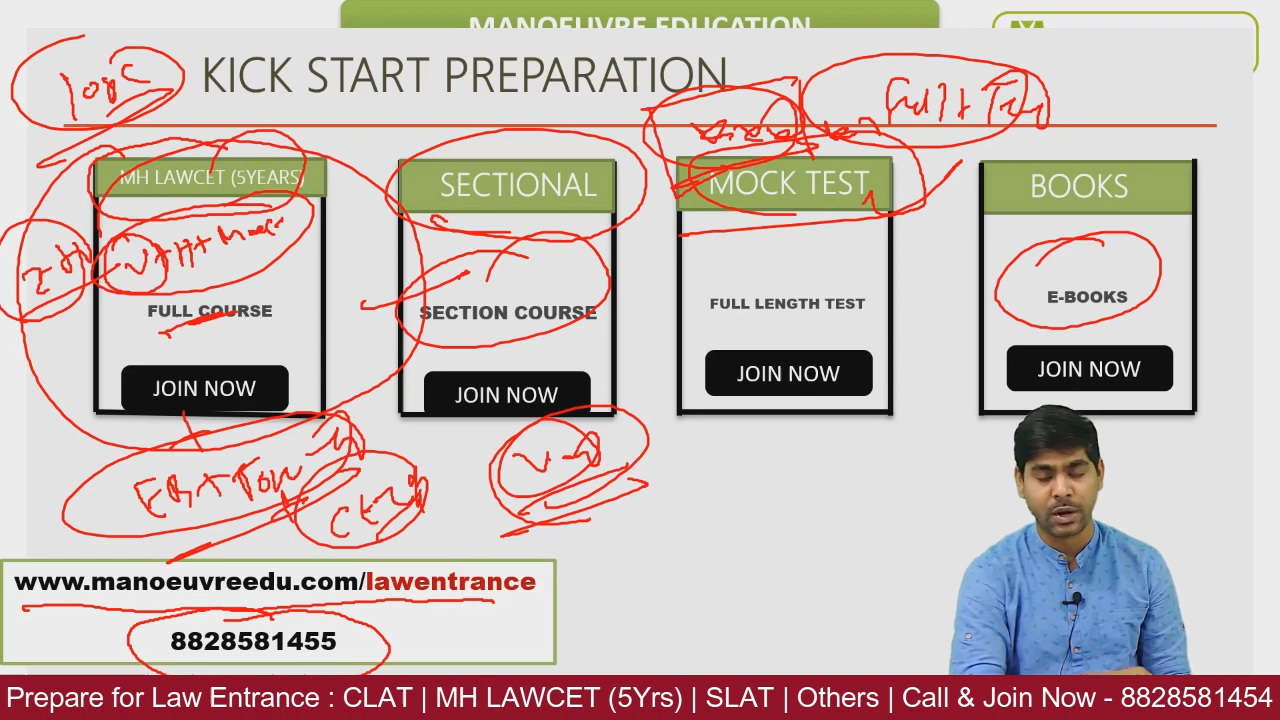 MANOEUVRE EDUCATION
KICK START PREPARATION
logic
MH LAWCET (5YEARS)
FULL COURSE
JOIN NOW
SECTIONAL
SECTION COURSE
JOIN NOW
MOCK TEST
FULL LENGTH TEST
JOIN NOW
BOOKS
E-BOOKS
JOIN NOW
www.manoeuvreedu.com/lawentrance
8828581455
Prepare for Law Entrance : CLAT | MH LAWCET (5Yrs) | SLAT | Others | Call & Join Now - 8828581454